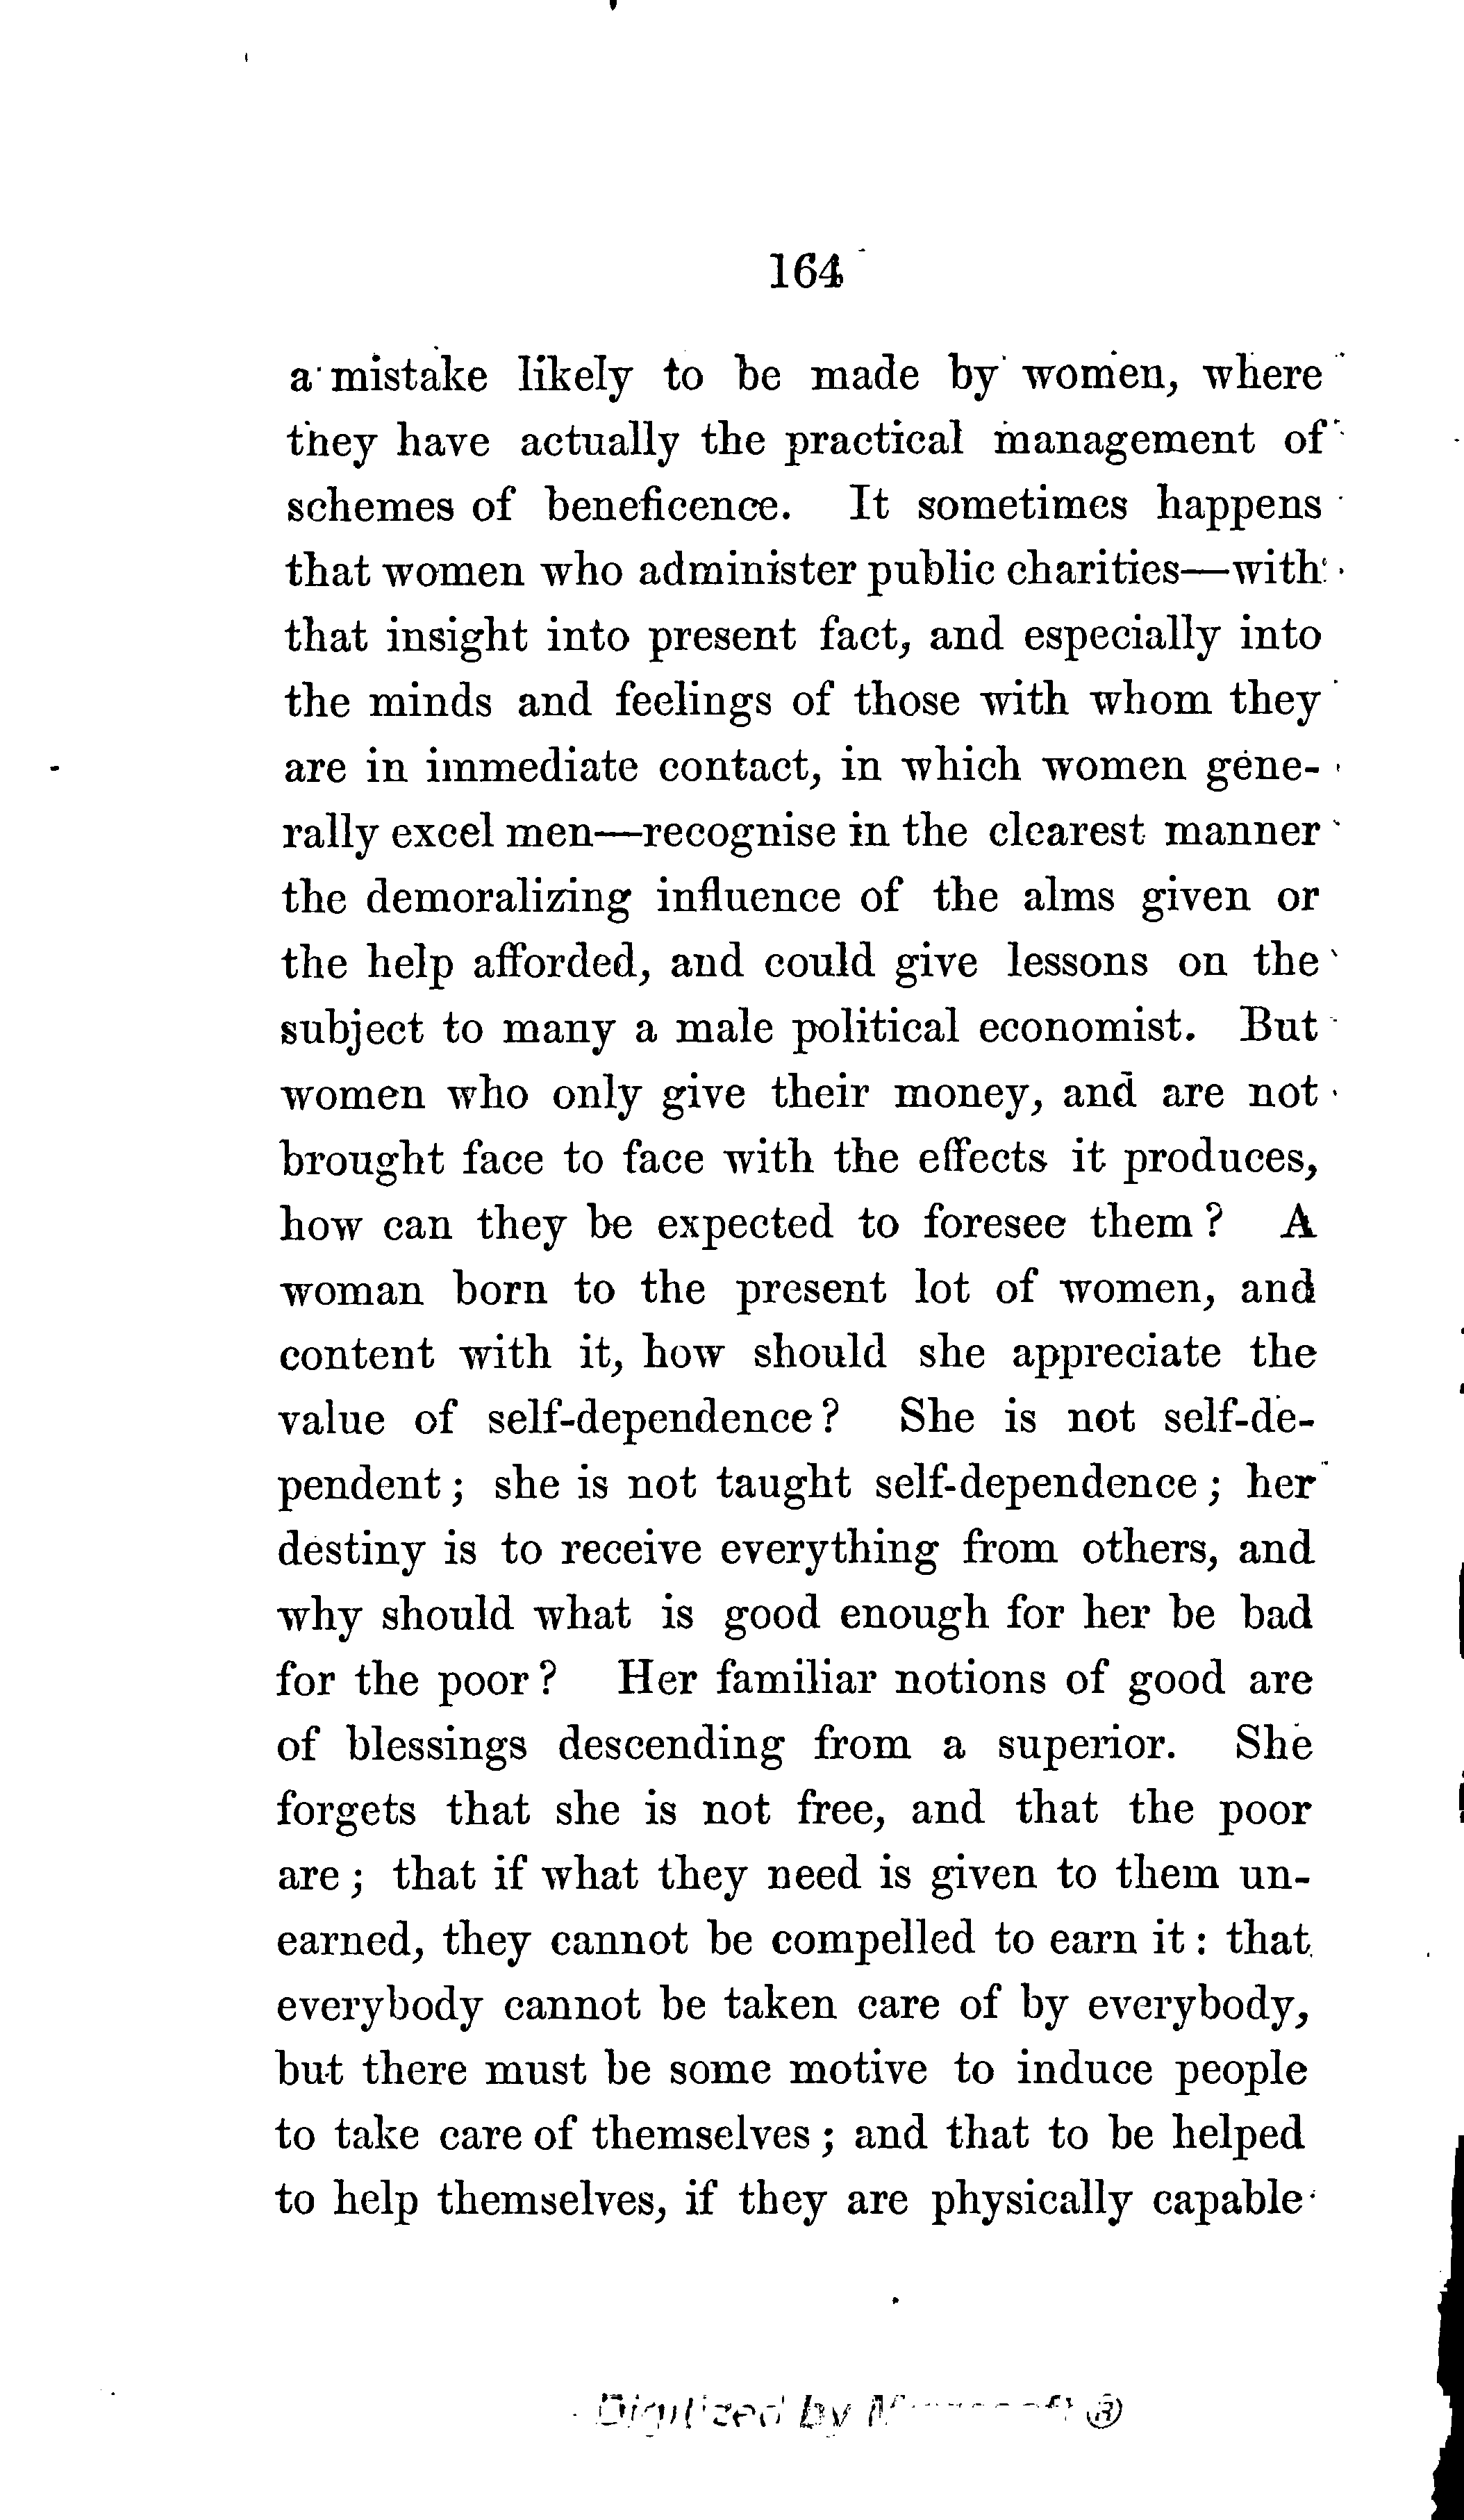 164
a mistake likely to be made by women, where
they have actually the practical management of
schemes of beneficence. It sometimes happens
that women who administer public charities—with
that insight into present fact, and especially into
the minds and feelings of those with whom they
are in immediate contact, in which women gene-
rally excel men—recognise in the clearest manner
the demoralizing influence of the alms given or
the help afforded, and could give lessons on the
subject to many a male political economist. But
women who only give their money, and are not
brought face to face with the effects it produces,
how can they be expected to foresee them? A
woman born to the present lot of women, and
content with it, how should she appreciate the
value of self-dependence? She is not self-de-
pendent; she is not taught self-dependence; her
destiny is to receive everything from others, and
why should what is good enough for her be bad
for the poor? Her familiar notions of good are
of blessings descending from a superior. She
forgets that she is not free, and that the poor
are; that if what they need is given to them un-
earned, they cannot be compelled to earn it: that
everybody cannot be taken care of by everybody,
but there must be some motive to induce people
to take care of themselves; and that to be helped
to help themselves, if they are physically capable
Digitized by ®